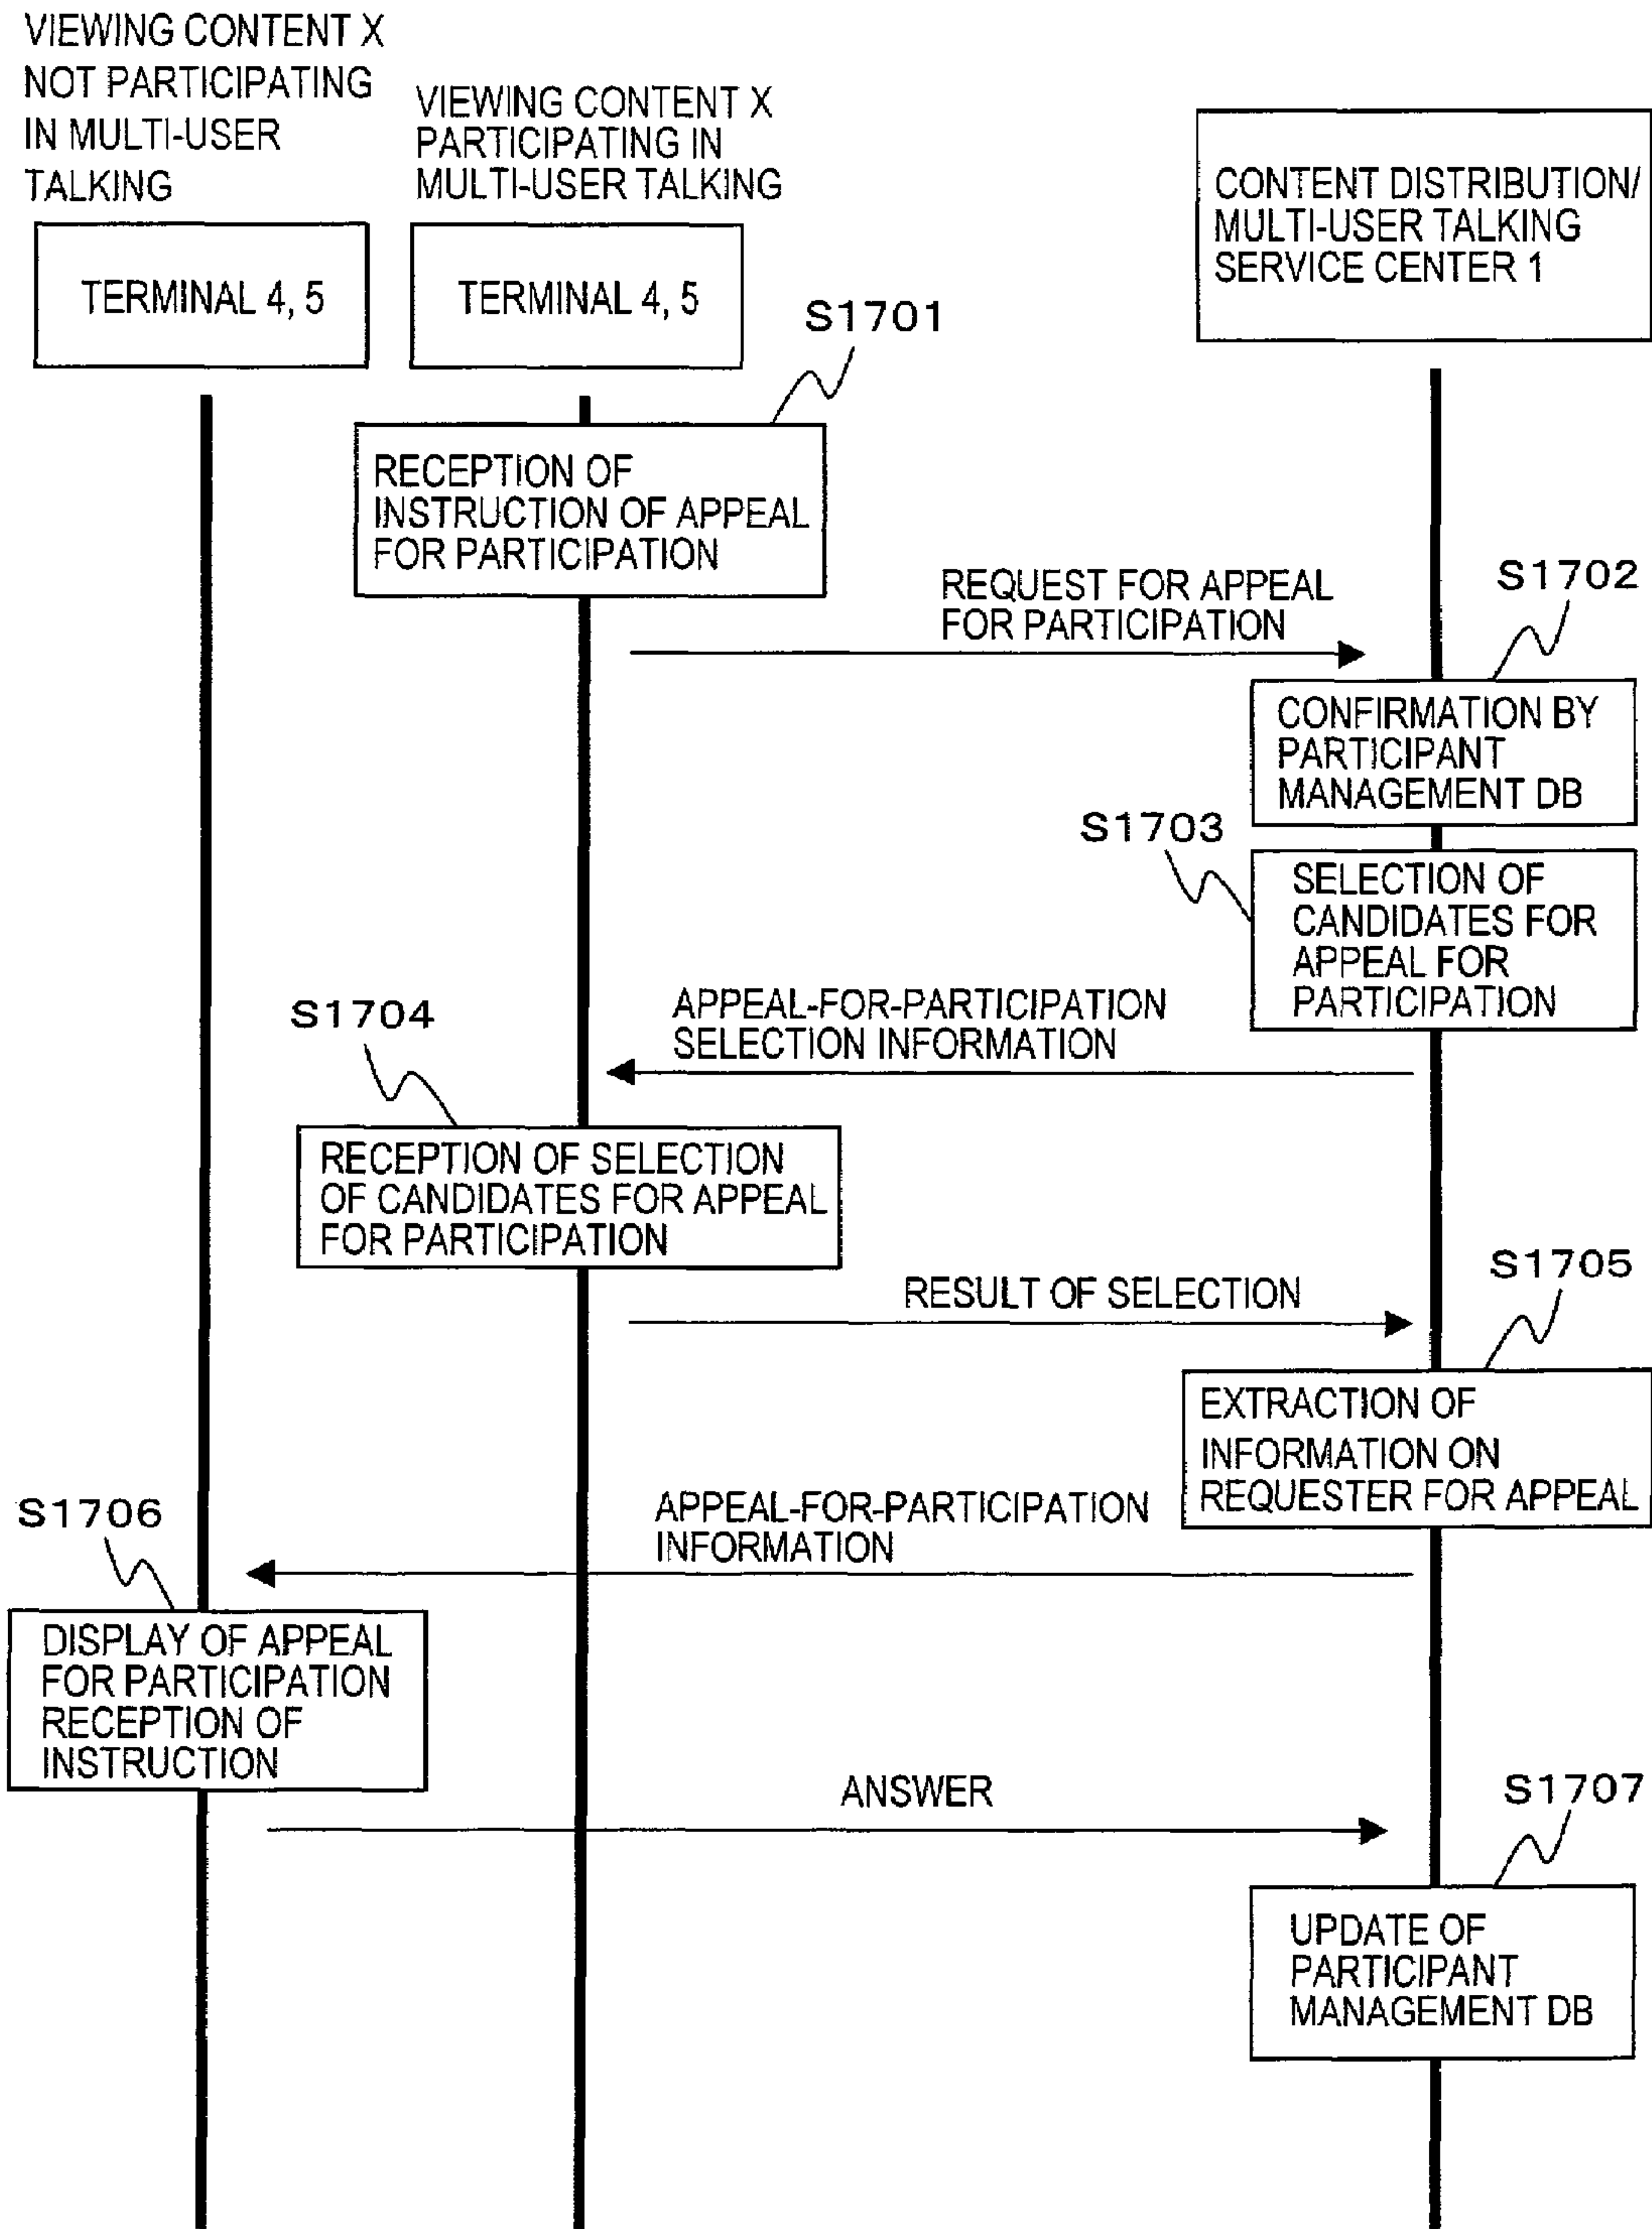 VIEWING CONTENT X
NOT PARTICIPATING
IN MULTI-USER
TALKING
VIEWING CONTENT X
PARTICIPATING IN
MULTI-USER TALKING
CONTENT DISTRIBUTION/
MULTI-USER TALKING
SERVICE CENTER 1
TERMINAL 4, 5
TERMINAL 4, 5
S1701
RECEPTION OF
INSTRUCTION OF APPEAL
FOR PARTICIPATION
REQUEST FOR APPEAL
FOR PARTICIPATION
S1702
CONFIRMATION BY
PARTICIPANT
MANAGEMENT DB
S1703
SELECTION OF
CANDIDATES FOR
APPEAL FOR
PARTICIPATION
APPEAL-FOR-PARTICIPATION
SELECTION INFORMATION
S1704
RECEPTION OF SELECTION
OF CANDIDATES FOR APPEAL
FOR PARTICIPATION
RESULT OF SELECTION
S1705
EXTRACTION OF
INFORMATION ON
REQUESTER FOR APPEAL
APPEAL-FOR-PARTICIPATION
INFORMATION
S1706
DISPLAY OF APPEAL
FOR PARTICIPATION
RECEPTION OF
INSTRUCTION
ANSWER
S1707
UPDATE OF
PARTICIPANT
MANAGEMENT DB